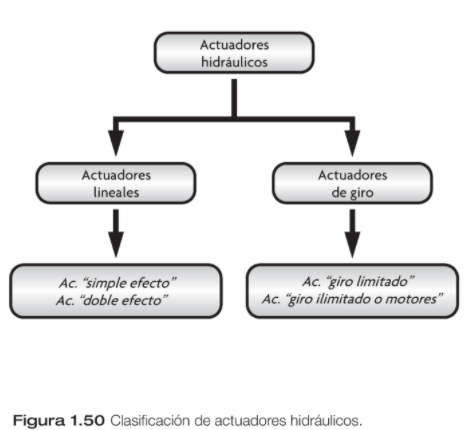 Actuadores
hidráulicos
Actuadores
lineales
Actuadores
de giro
Ac. “simple efecto”
Ac. “doble efecto”
Ac. “giro limitado”
Ac. “giro ilimitado o motores”
Figura 1.50 Clasificación de actuadores hidráulicos.